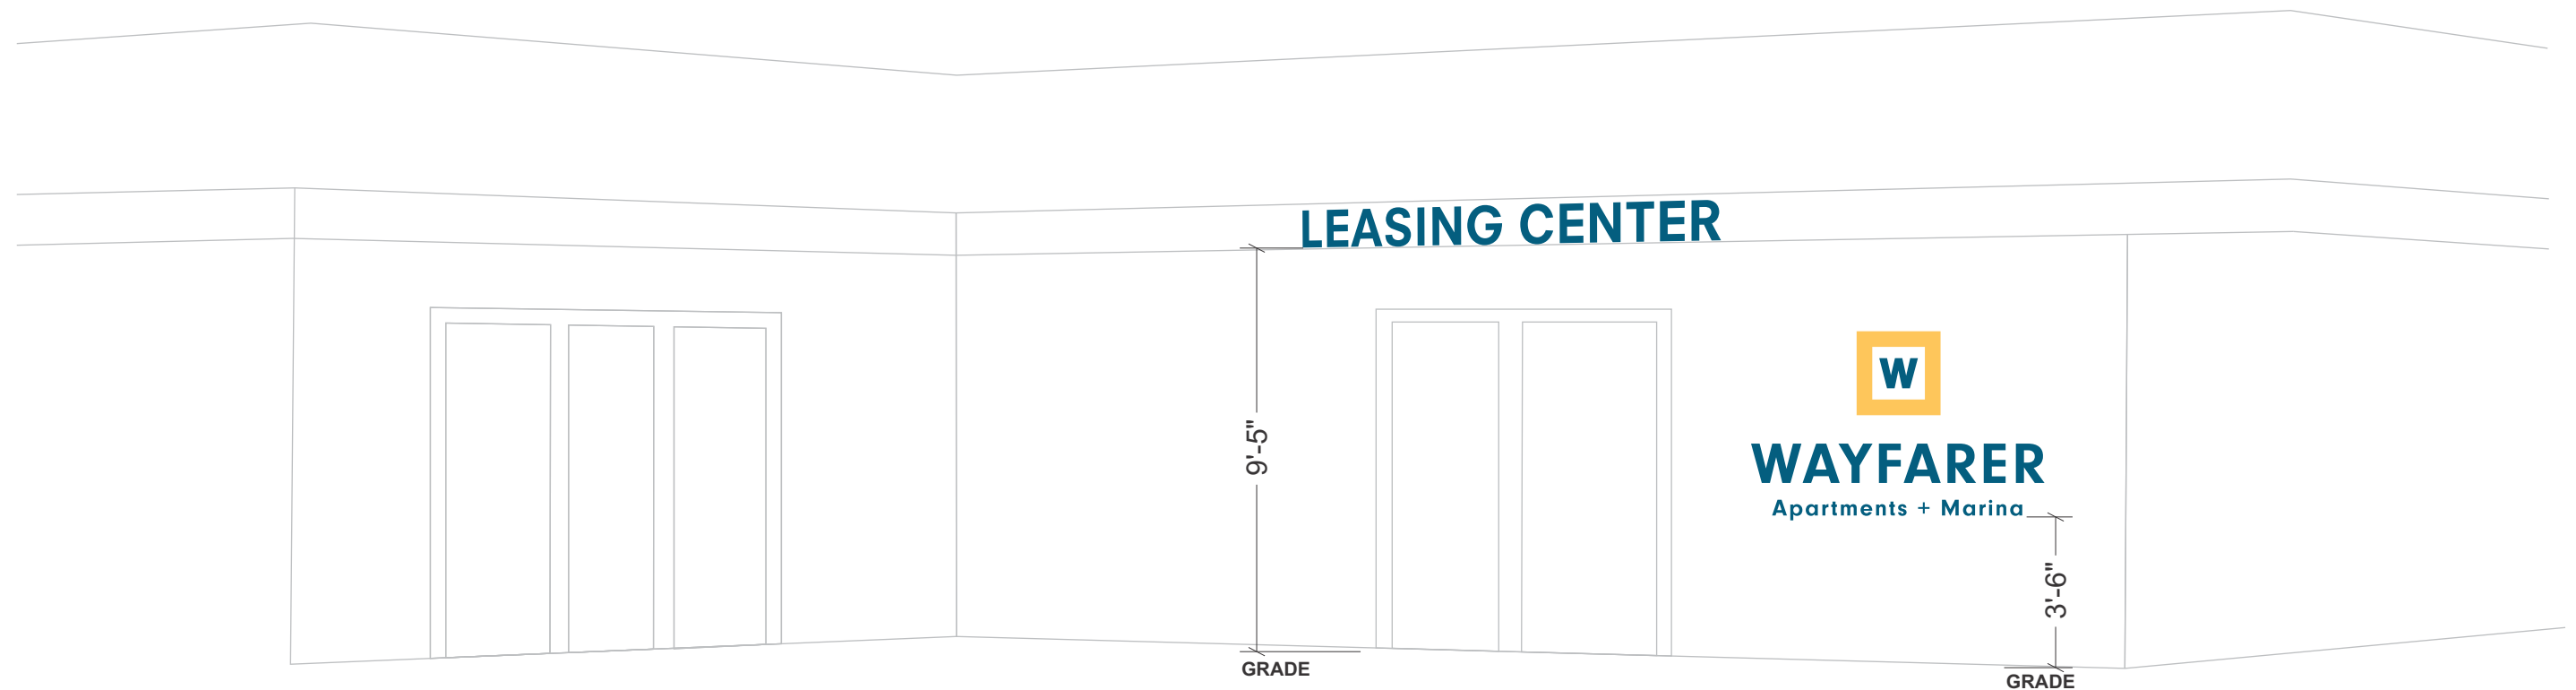 LEASING CENTER
9'-5"
W
WAYFARER
Apartments + Marina
3'-6"
GRADE
GRADE